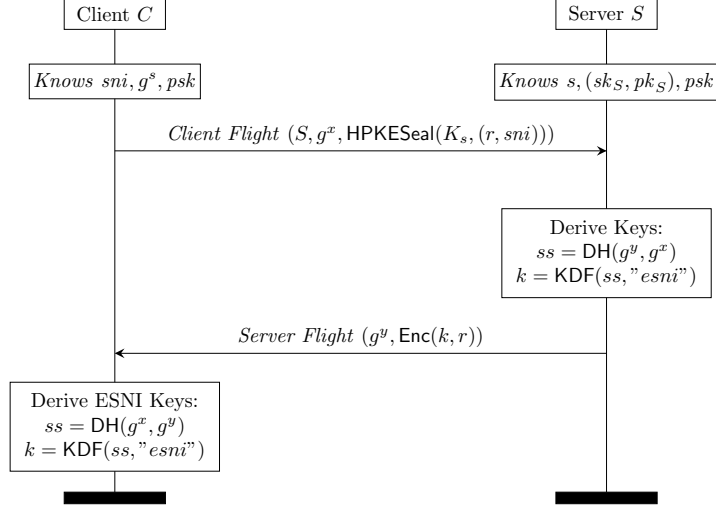 Client C
Server S
Knows sni, g^s, psk
Knows s, (sk_S, pk_S), psk
Client Flight (S, g^x, HPKESeal(K_s, (r, sni)))
Derive Keys:
ss = DH(g^y, g^x)
k = KDF(ss, ”esni”)
Server Flight (g^y, Enc(k, r))
Derive ESNI Keys:
ss = DH(g^x, g^y)
k = KDF(ss, ”esni”)